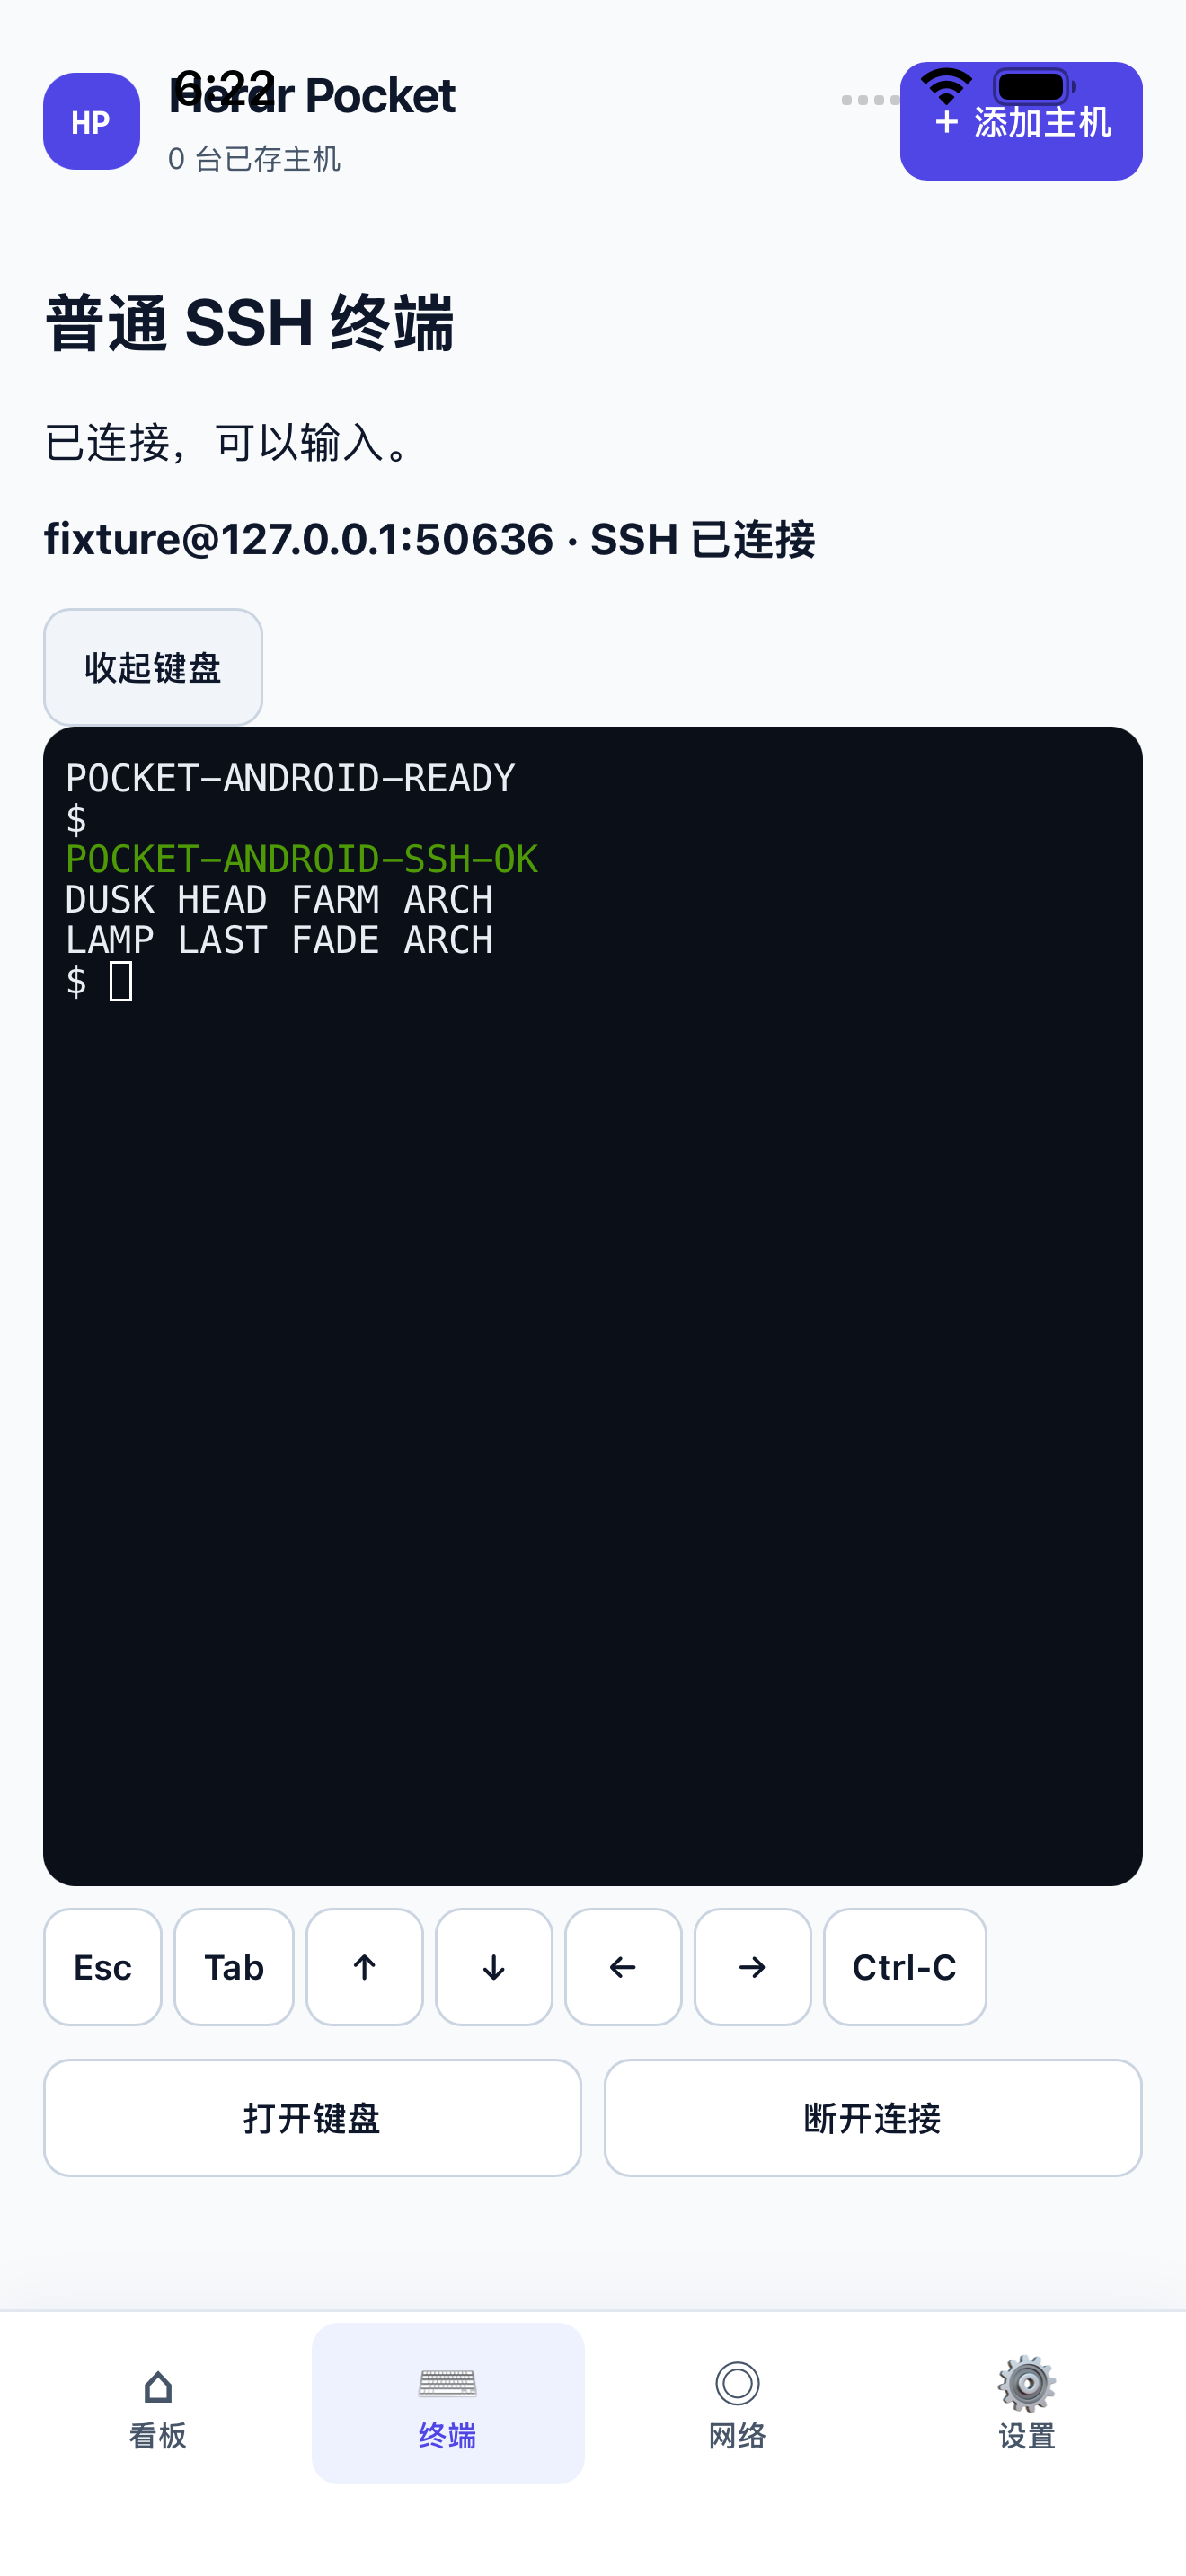 6:22
HP
Herdr Pocket
0 台已存主机
+ 添加主机
普通 SSH 终端
已连接，可以输入。
fixture@127.0.0.1:50636 · SSH 已连接
收起键盘
POCKET-ANDROID-READY
$
POCKET-ANDROID-SSH-OK
DUSK HEAD FARM ARCH
LAMP LAST FADE ARCH
$
Esc Tab ↑ ↓ ← → Ctrl-C
打开键盘 断开连接
看板 终端 网络 设置